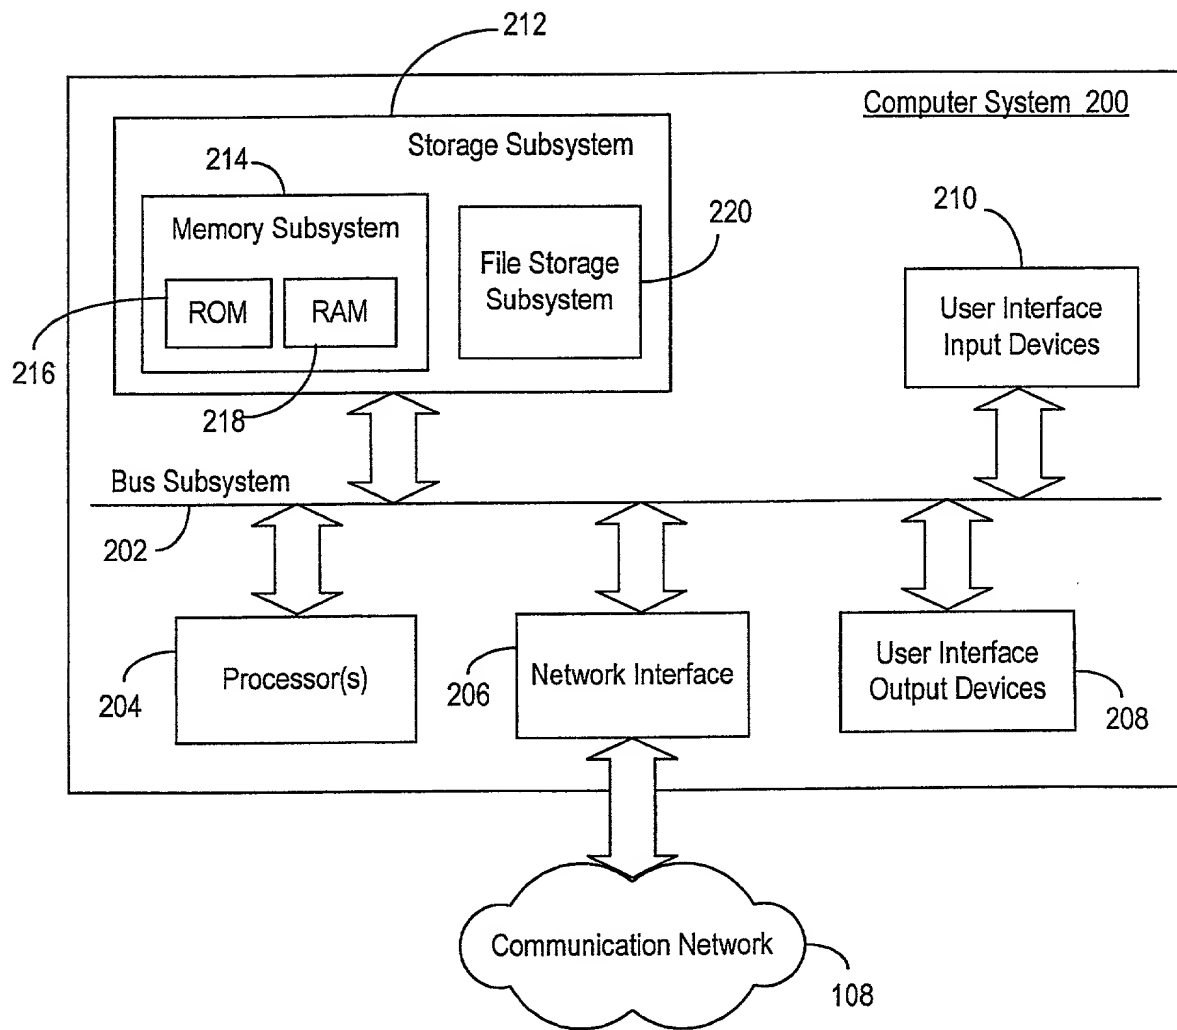 212
Computer System 200
Storage Subsystem
214
210
220
Memory Subsystem
File Storage
Subsystem
ROM
RAM
User Interface
Input Devices
216
218
Bus Subsystem
202
Processor(s)
Network Interface
User Interface
Output Devices
204
206
208
Communication Network
108